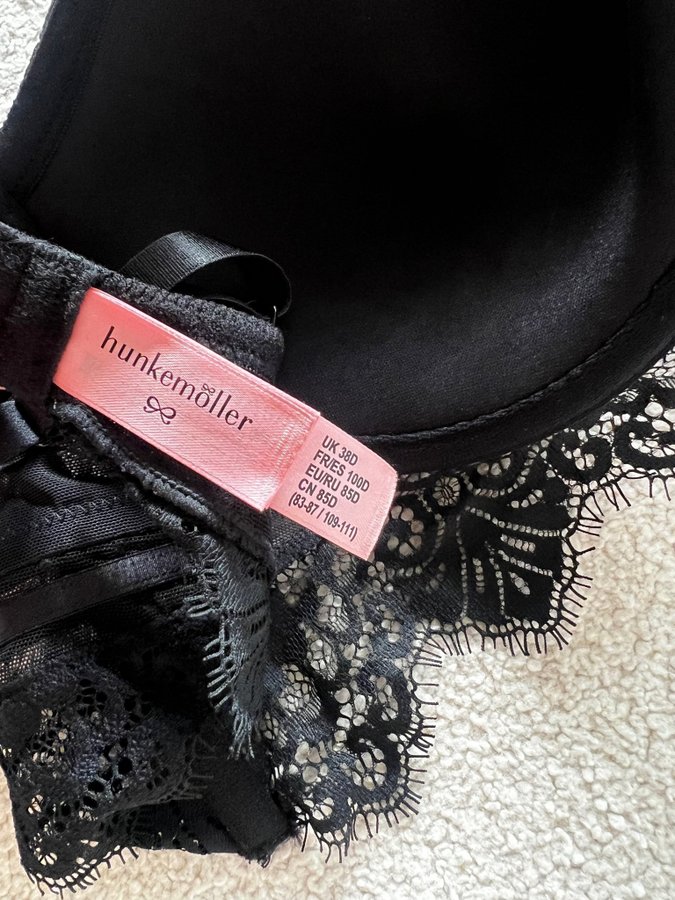 hunkemöller
UK 38D
FR/ES 100D
EU/RU 85D
CN 85D
(83-87 / 109-111)